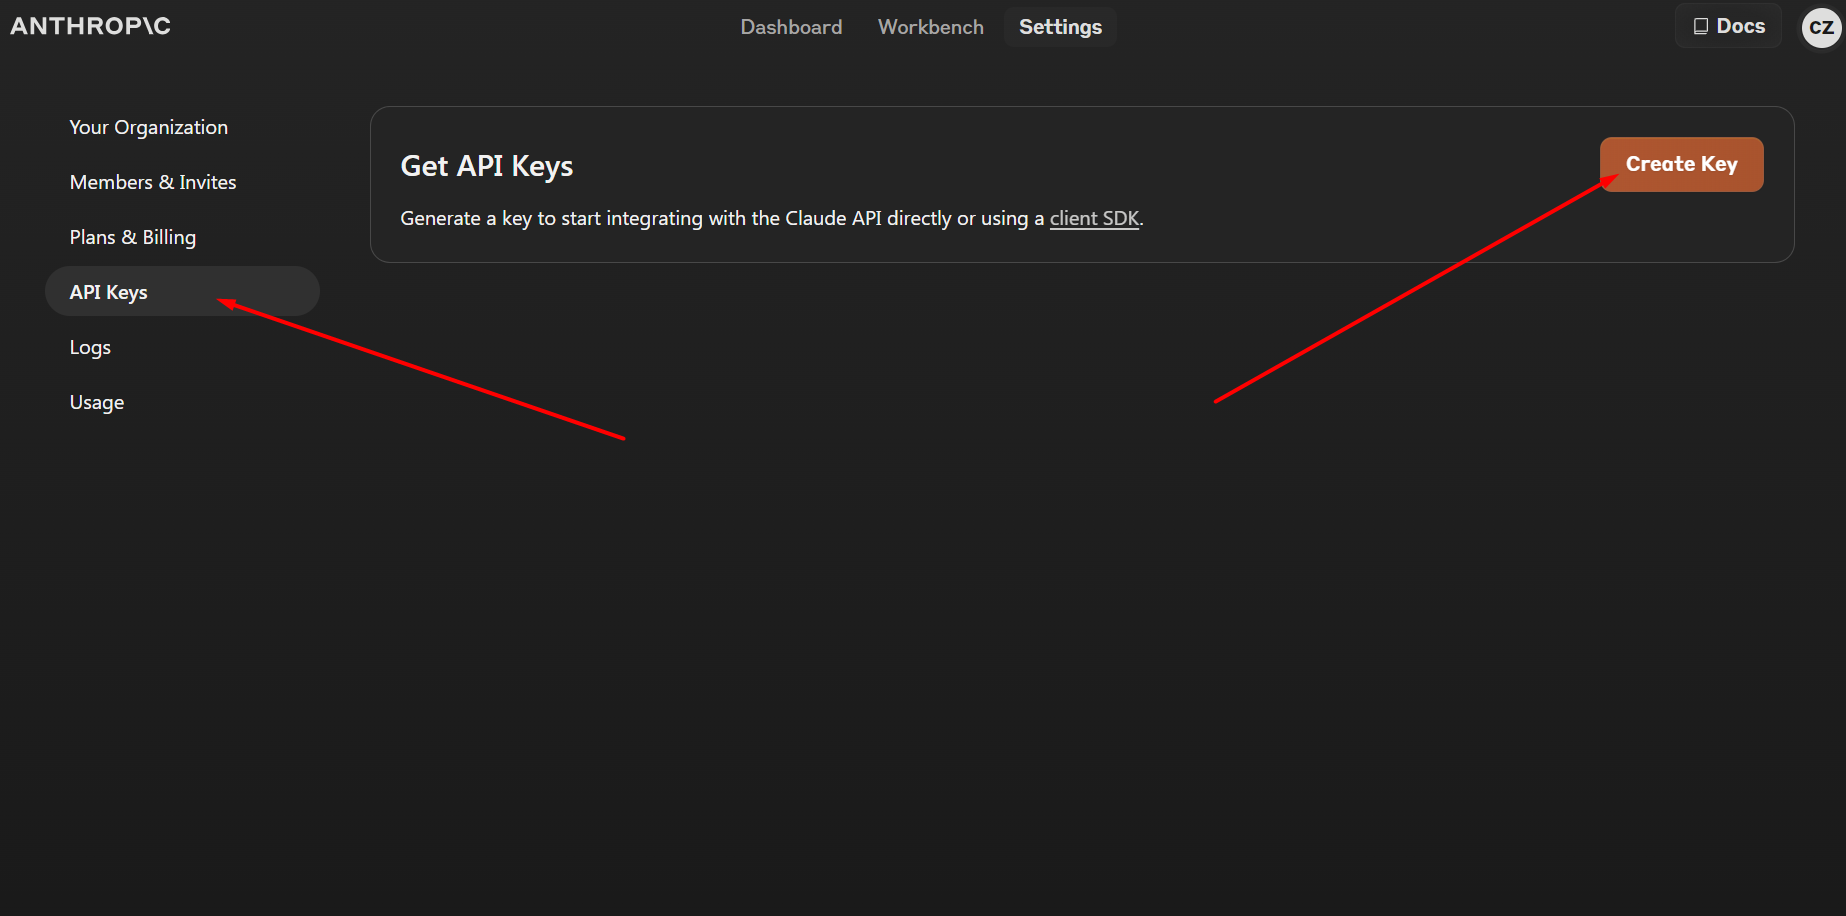 ANTHROP\C
Dashboard Workbench Settings
Docs CZ
Your Organization
Members & Invites
Plans & Billing
API Keys
Logs
Usage
Get API Keys
Create Key
Generate a key to start integrating with the Claude API directly or using a client SDK.